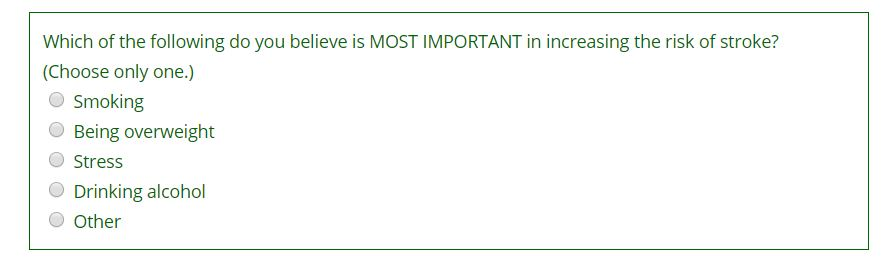 Which of the following do you believe is MOST IMPORTANT in increasing the risk of stroke?
(Choose only one.)
Smoking
Being overweight
Stress
Drinking alcohol
Other